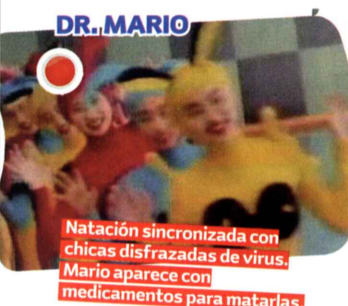 DR. MARIO
Natación sincronizada con
chicas disfrazadas de virus.
Mario aparece con
medicamentos para matarlas